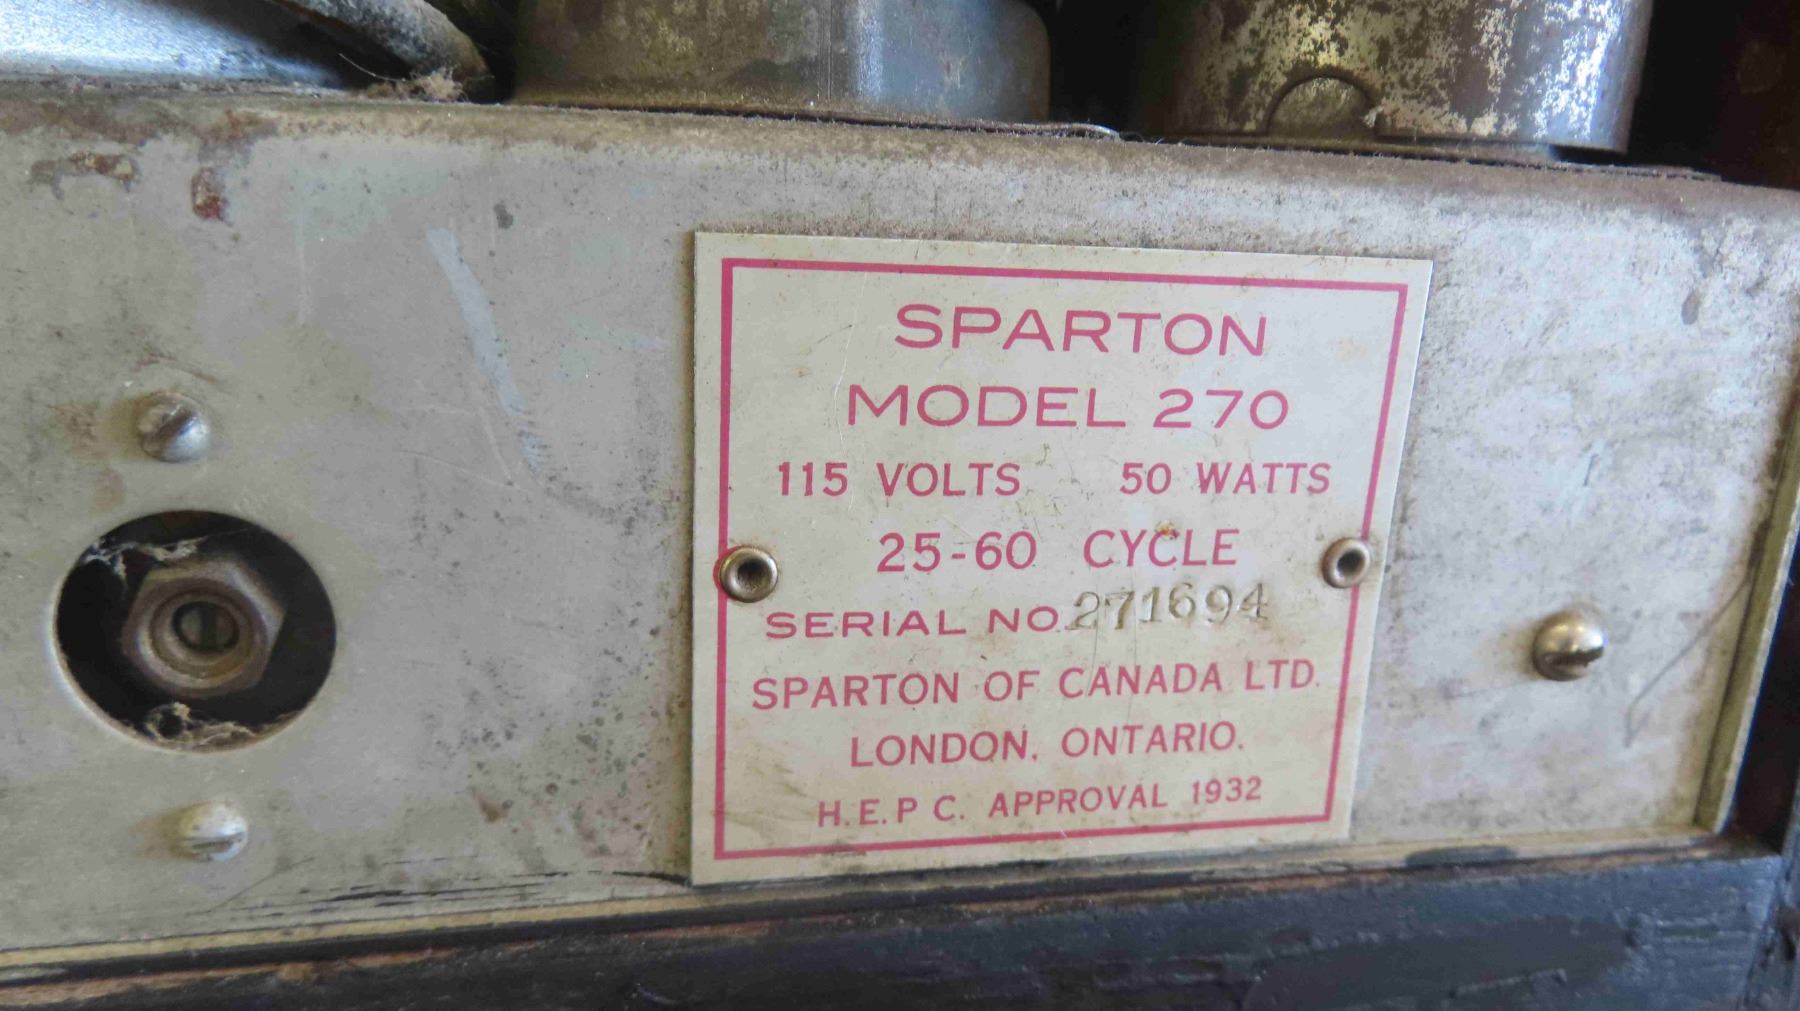 SPARTON
MODEL 270
115 VOLTS 50 WATTS
25-60 CYCLE
SERIAL NO. 271694
SPARTON OF CANADA LTD.
LONDON, ONTARIO.
H.E.P C. APPROVAL 1932